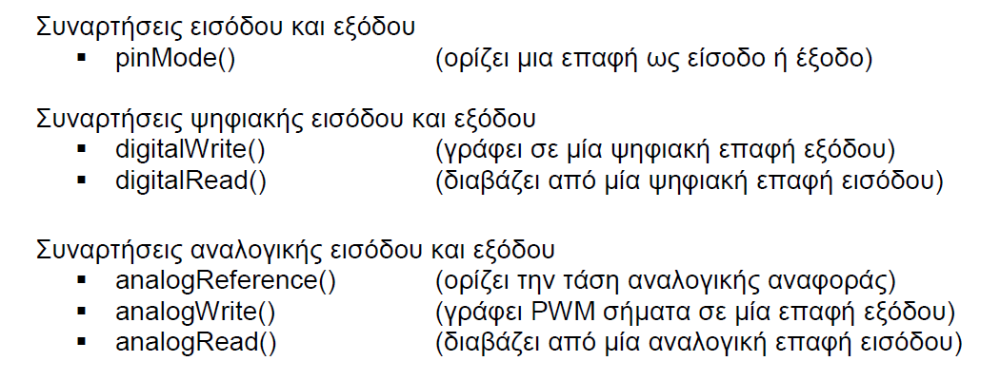 Συναρτήσεις εισόδου και εξόδου
▪ pinMode() (ορίζει μια επαφή ως είσοδο ή έξοδο)
Συναρτήσεις ψηφιακής εισόδου και εξόδου
▪ digitalWrite() (γράφει σε μία ψηφιακή επαφή εξόδου)
▪ digitalRead() (διαβάζει από μία ψηφιακή επαφή εισόδου)
Συναρτήσεις αναλογικής εισόδου και εξόδου
▪ analogReference() (ορίζει την τάση αναλογικής αναφοράς)
▪ analogWrite() (γράφει PWM σήματα σε μία επαφή εξόδου)
▪ analogRead() (διαβάζει από μία αναλογική επαφή εισόδου)